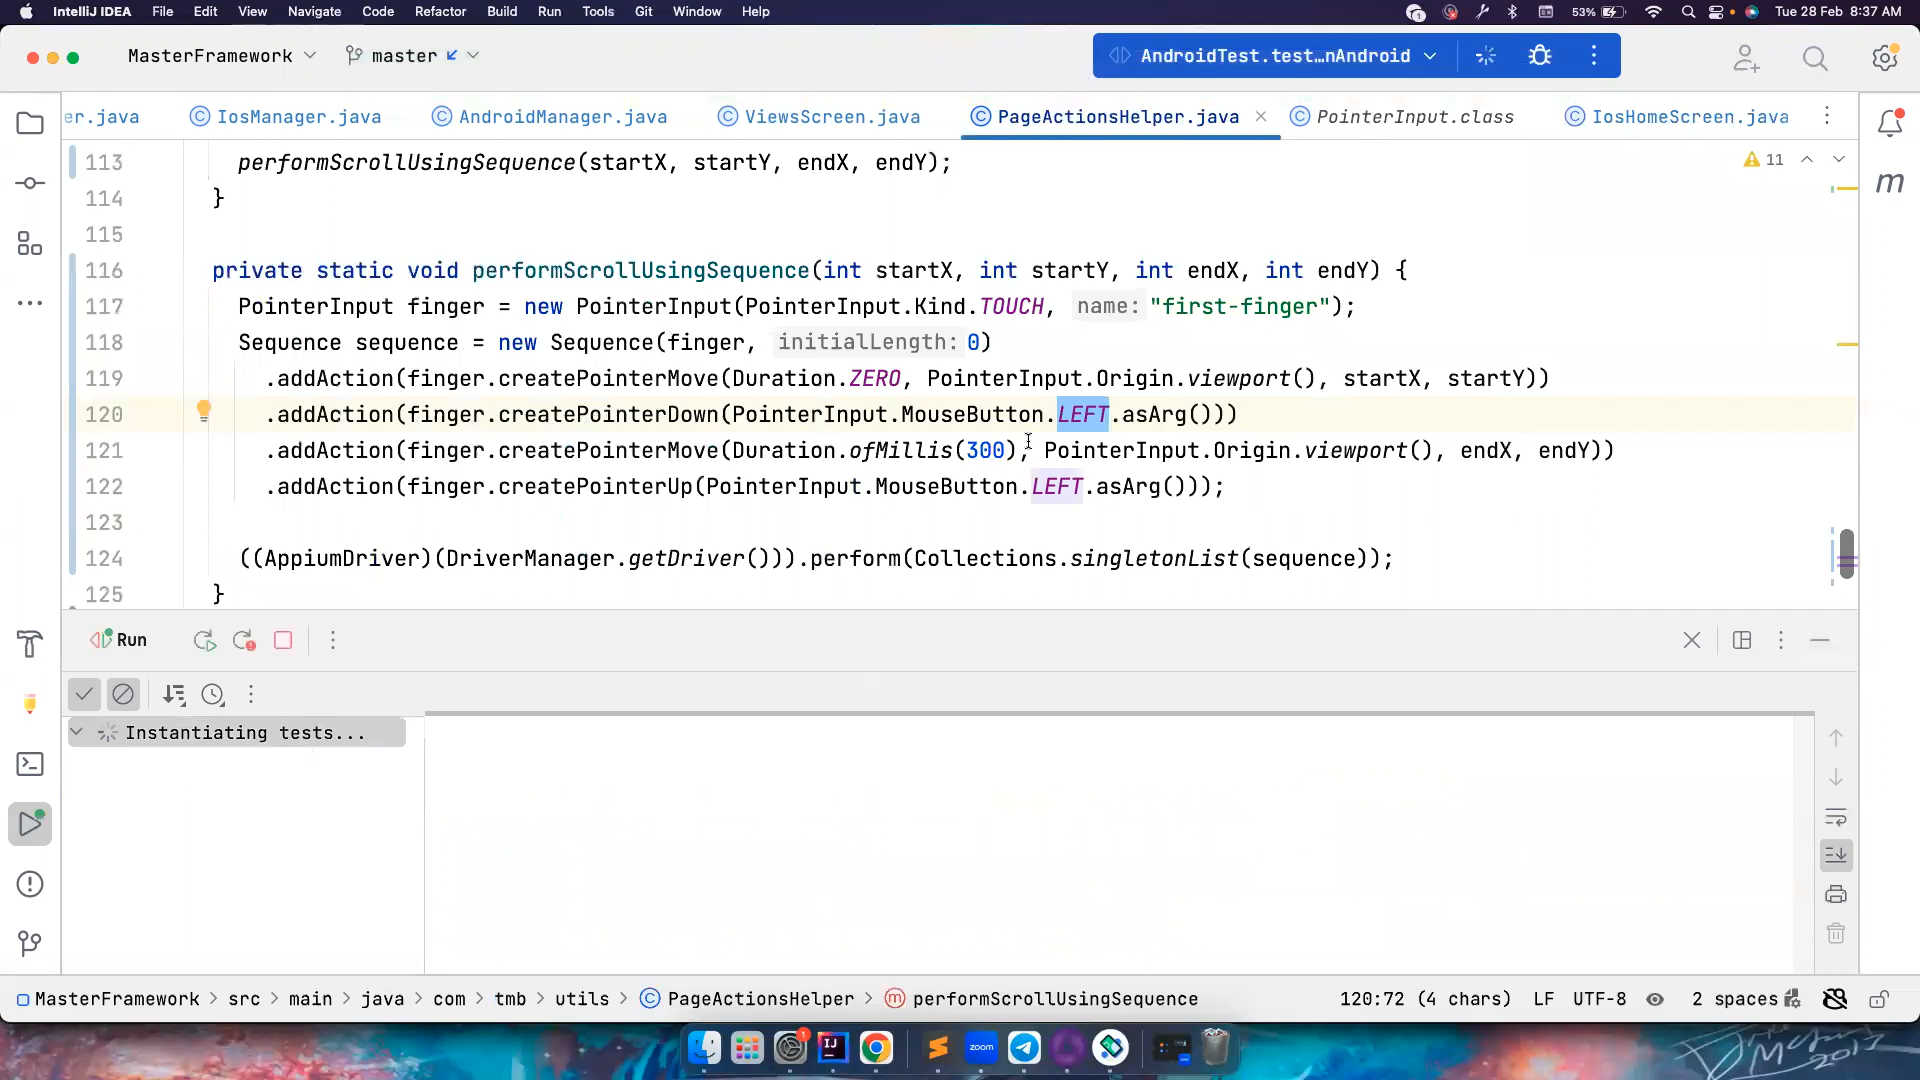 IntelliJ IDEA File Edit View Navigate Code Refactor Build Run Tools Git Window Help 1 53% Tue 28 Feb 8:37 AM
MasterFramework master AndroidTest.test…nAndroid
er.java IosManager.java AndroidManager.java ViewsScreen.java PageActionsHelper.java PointerInput.class IosHomeScreen.java
113 performScrollUsingSequence(startX, startY, endX, endY); 11
114 }
115
116 private static void performScrollUsingSequence(int startX, int startY, int endX, int endY) {
117 PointerInput finger = new PointerInput(PointerInput.Kind.TOUCH, name: "first-finger");
118 Sequence sequence = new Sequence(finger, initialLength: 0)
119 .addAction(finger.createPointerMove(Duration.ZERO, PointerInput.Origin.viewport(), startX, startY))
120 .addAction(finger.createPointerDown(PointerInput.MouseButton.LEFT.asArg()))
121 .addAction(finger.createPointerMove(Duration.ofMillis(300), PointerInput.Origin.viewport(), endX, endY))
122 .addAction(finger.createPointerUp(PointerInput.MouseButton.LEFT.asArg()));
123
124 ((AppiumDriver)(DriverManager.getDriver())).perform(Collections.singletonList(sequence));
125 }
m
Run
Instantiating tests...
MasterFramework > src > main > java > com > tmb > utils > PageActionsHelper > m performScrollUsingSequence 120:72 (4 chars) LF UTF-8 2 spaces
1 IJ zoom